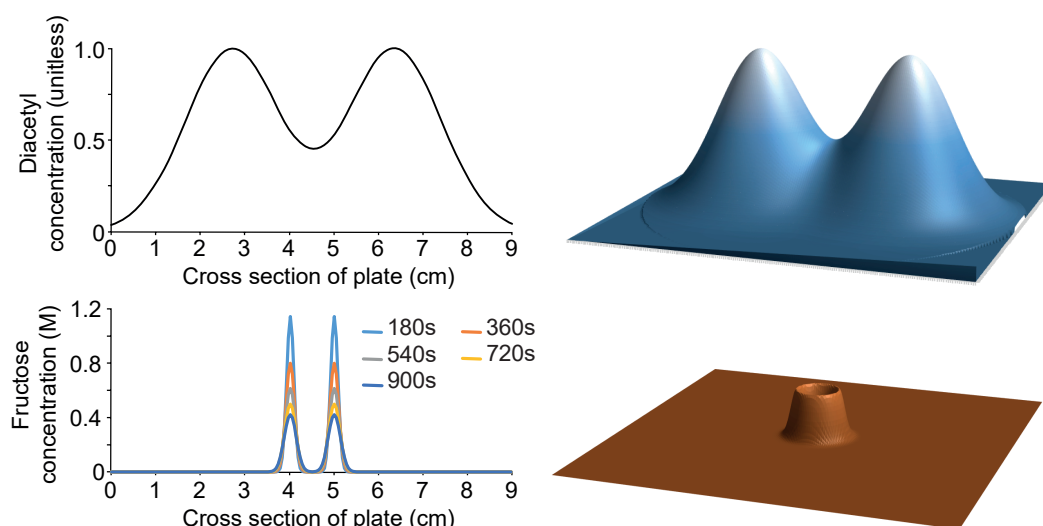 Diacetyl
concentration (unitless)
1.0
0.5
0
0 1 2 3 4 5 6 7 8 9
Cross section of plate (cm)
Fructose
concentration (M)
1.2
0.8
0.4
0
180s 360s
540s 720s
900s
0 1 2 3 4 5 6 7 8 9
Cross section of plate (cm)